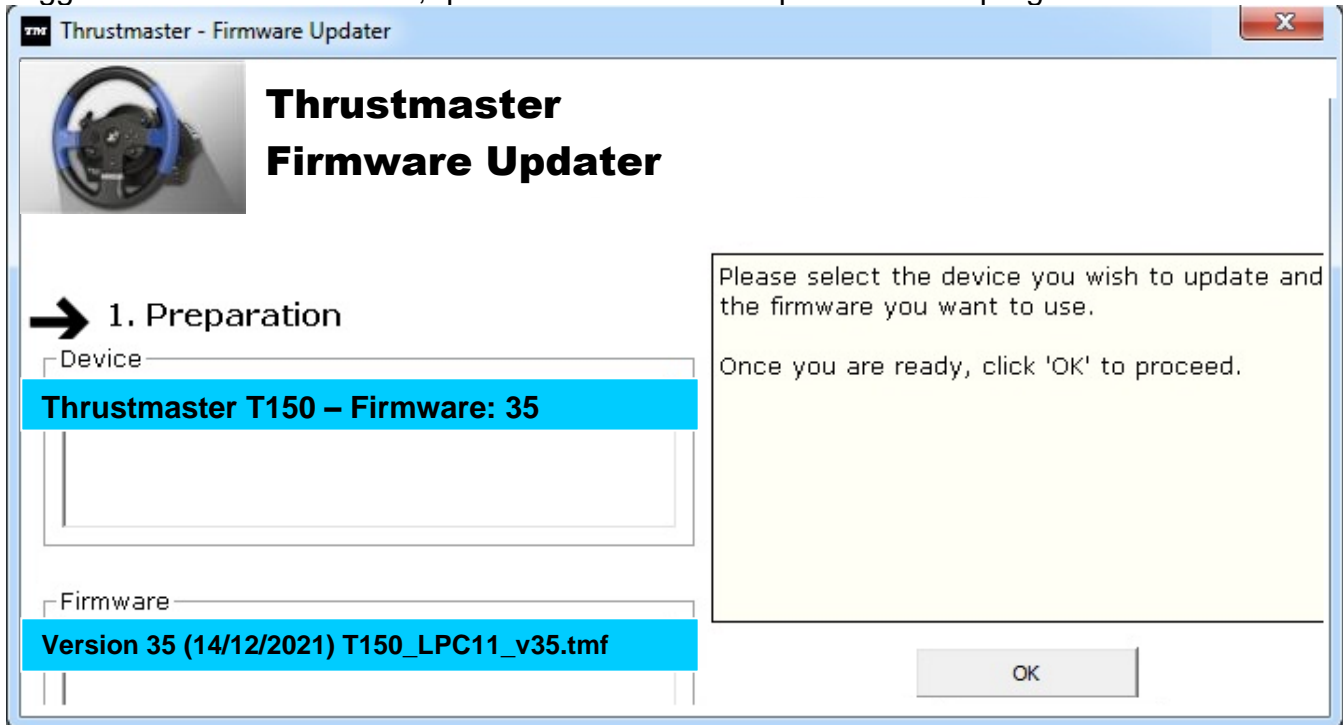 Thrustmaster - Firmware Updater
Thrustmaster
Firmware Updater
1. Preparation
Device
Thrustmaster T150 – Firmware: 35
Firmware
Version 35 (14/12/2021) T150_LPC11_v35.tmf
Please select the device you wish to update and
the firmware you want to use.
Once you are ready, click 'OK' to proceed.
OK